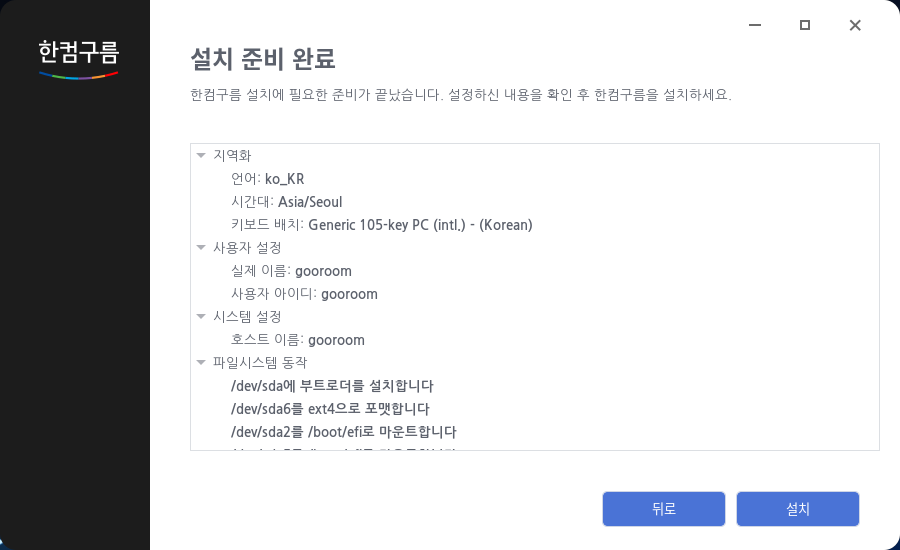 한컴구름
설치 준비 완료
한컴구름 설치에 필요한 준비가 끝났습니다. 설정하신 내용을 확인 후 한컴구름을 설치하세요.
지역화
언어: ko_KR
시간대: Asia/Seoul
키보드 배치: Generic 105-key PC (intl.) - (Korean)
사용자 설정
실제 이름: gooroom
사용자 아이디: gooroom
시스템 설정
호스트 이름: gooroom
파일시스템 동작
/dev/sda에 부트로더를 설치합니다
/dev/sda6를 ext4으로 포맷합니다
/dev/sda2를 /boot/efi로 마운트합니다
뒤로
설치